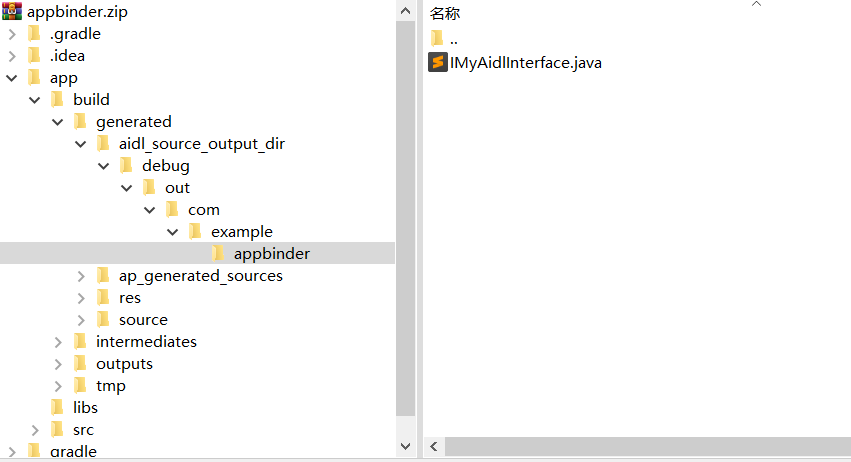 appbinder.zip
.gradle
.idea
app
build
generated
aidl_source_output_dir
debug
out
com
example
appbinder
ap_generated_sources
res
source
intermediates
outputs
tmp
libs
src
gradle
名称
..
IMyAidlInterface.java